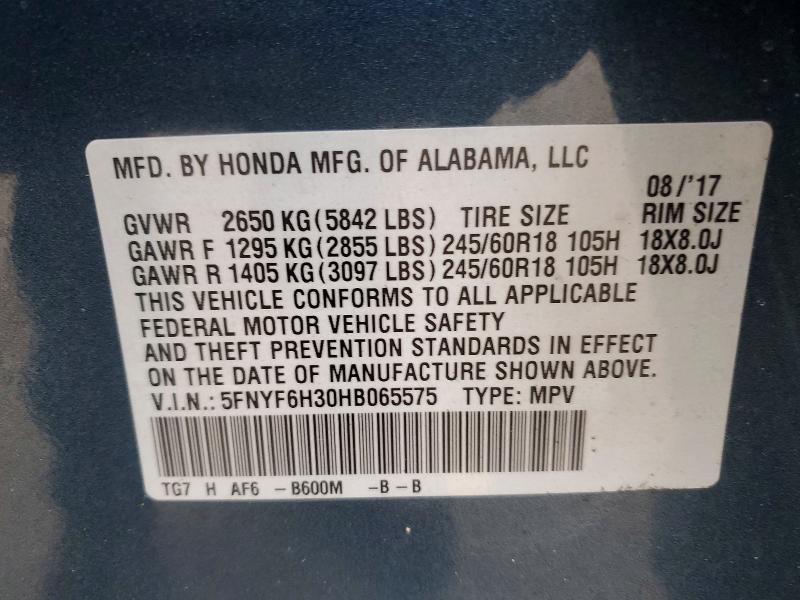 MFD. BY HONDA MFG. OF ALABAMA, LLC
08/'17
GVWR 2650 KG (5842 LBS) TIRE SIZE RIM SIZE
GAWR F 1295 KG (2855 LBS) 245/60R18 105H 18X8.0J
GAWR R 1405 KG (3097 LBS) 245/60R18 105H 18X8.0J
THIS VEHICLE CONFORMS TO ALL APPLICABLE
FEDERAL MOTOR VEHICLE SAFETY
AND THEFT PREVENTION STANDARDS IN EFFECT
ON THE DATE OF MANUFACTURE SHOWN ABOVE.
V.I.N.: 5FNYF6H30HB065575 TYPE: MPV
TG7 H AF6 -B600M -B-B